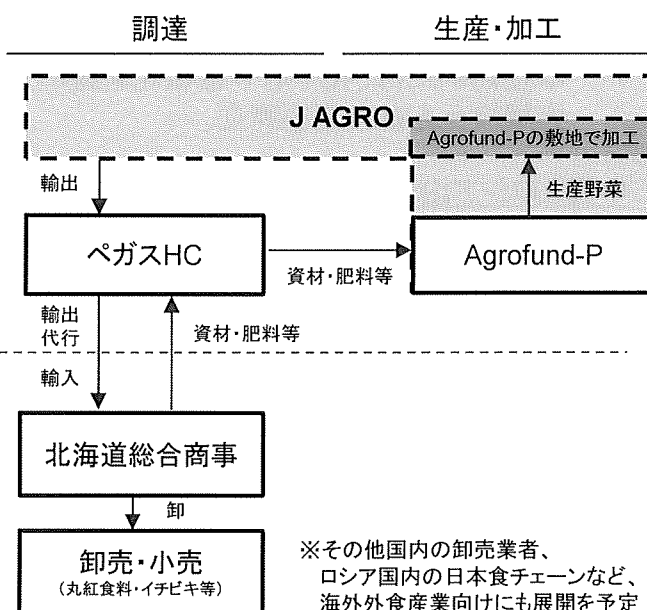 調達
生産・加工
J AGRO
Agrofund-Pの敷地で加工
輸出
生産野菜
ペガスHC
資材・肥料等
Agrofund-P
輸出
代行
資材・肥料等
輸入
北海道総合商事
卸
卸売・小売
(丸紅食料・イチビキ等)
※その他国内の卸売業者、
ロシア国内の日本食チェーンなど、
海外外食産業向けにも展開を予定